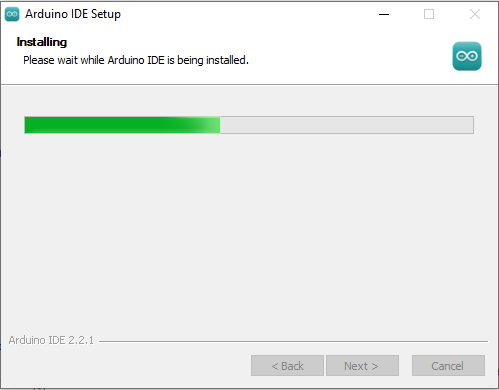 Arduino IDE Setup
Installing
Please wait while Arduino IDE is being installed.
Arduino IDE 2.2.1
< Back Next > Cancel